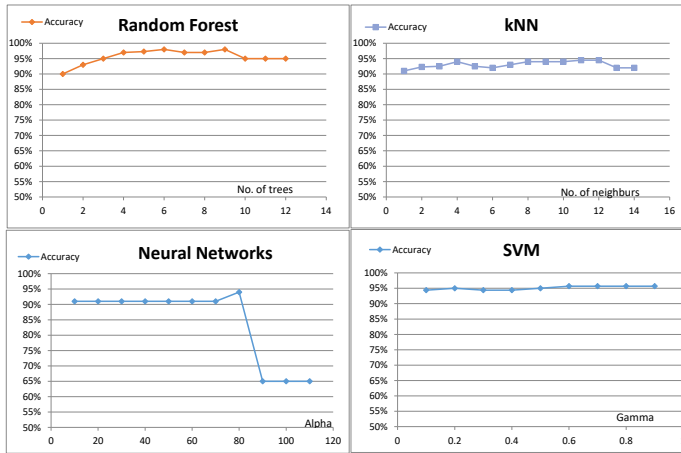 Random Forest
Accuracy
100%
95%
90%
85%
80%
75%
70%
65%
60%
55%
50%
No. of trees
0 2 4 6 8 10 12 14
kNN
Accuracy
100%
95%
90%
85%
80%
75%
70%
65%
60%
55%
50%
No. of neighburs
0 2 4 6 8 10 12 14 16
Neural Networks
Accuracy
100%
95%
90%
85%
80%
75%
70%
65%
60%
55%
50%
Alpha
0 20 40 60 80 100 120
SVM
Accuracy
100%
95%
90%
85%
80%
75%
70%
65%
60%
55%
50%
Gamma
0 0.2 0.4 0.6 0.8